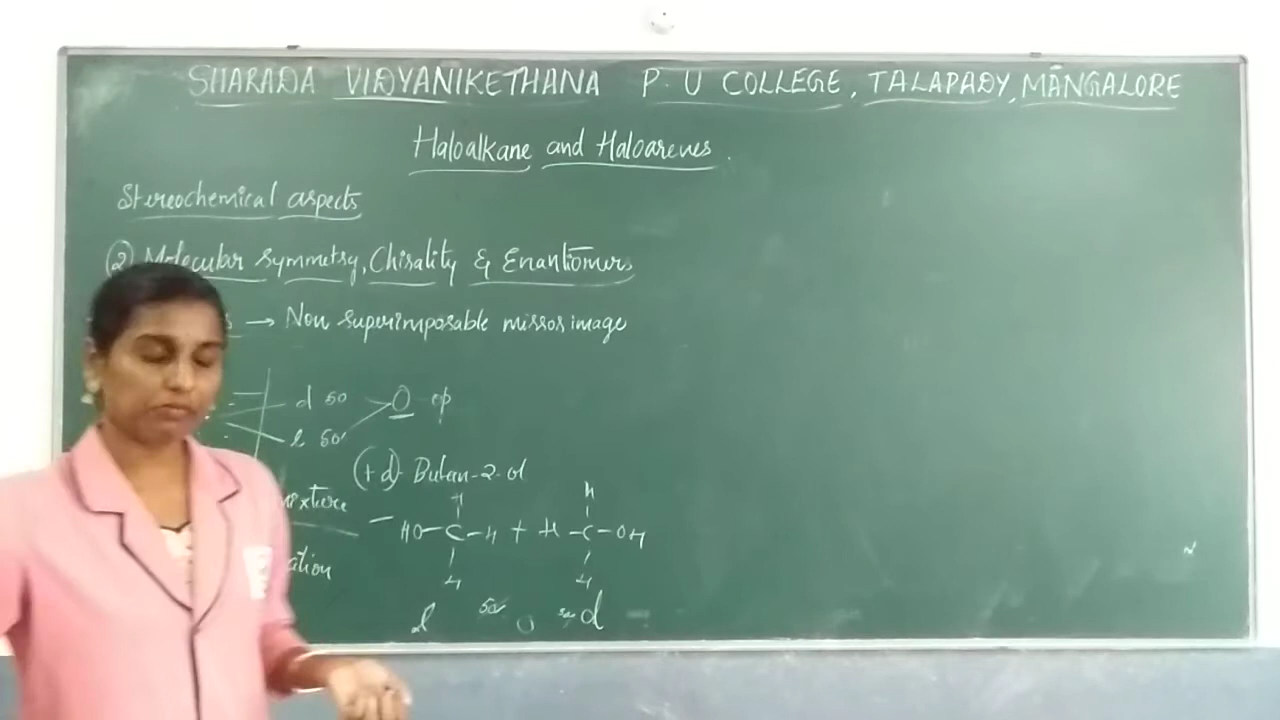 SHARADA VIDYANIKETHANA P.U COLLEGE, TALAPADY, MANGALORE
Haloalkane and Haloarenes.
Stereochemical aspects
② Molecular symmetry, Chirality & Enantiomers
→ Non superimposable mirror image
d 50
O op
l 50
(+d) Butan-2-ol
mixture
H H
HO-C-H + H-C-OH
ation
H H
l 50 O 50 d